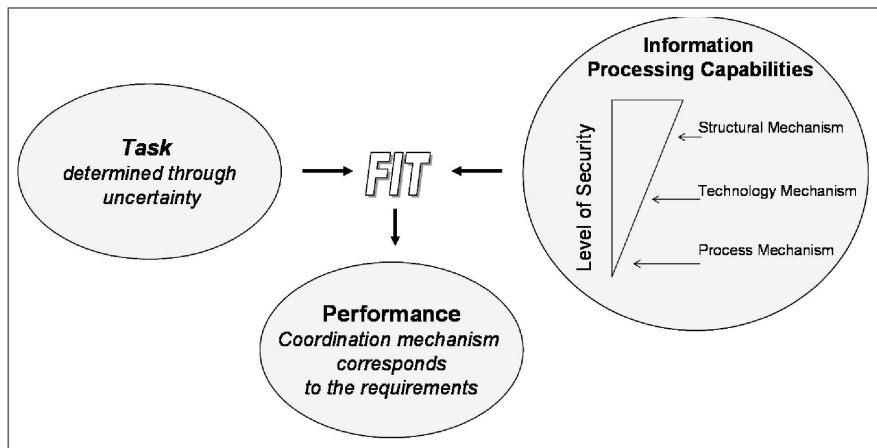 Task
determined through
uncertainty
FIT
Performance
Coordination mechanism
corresponds
to the requirements
Information
Processing Capabilities
Level of Security
Structural Mechanism
Technology Mechanism
Process Mechanism